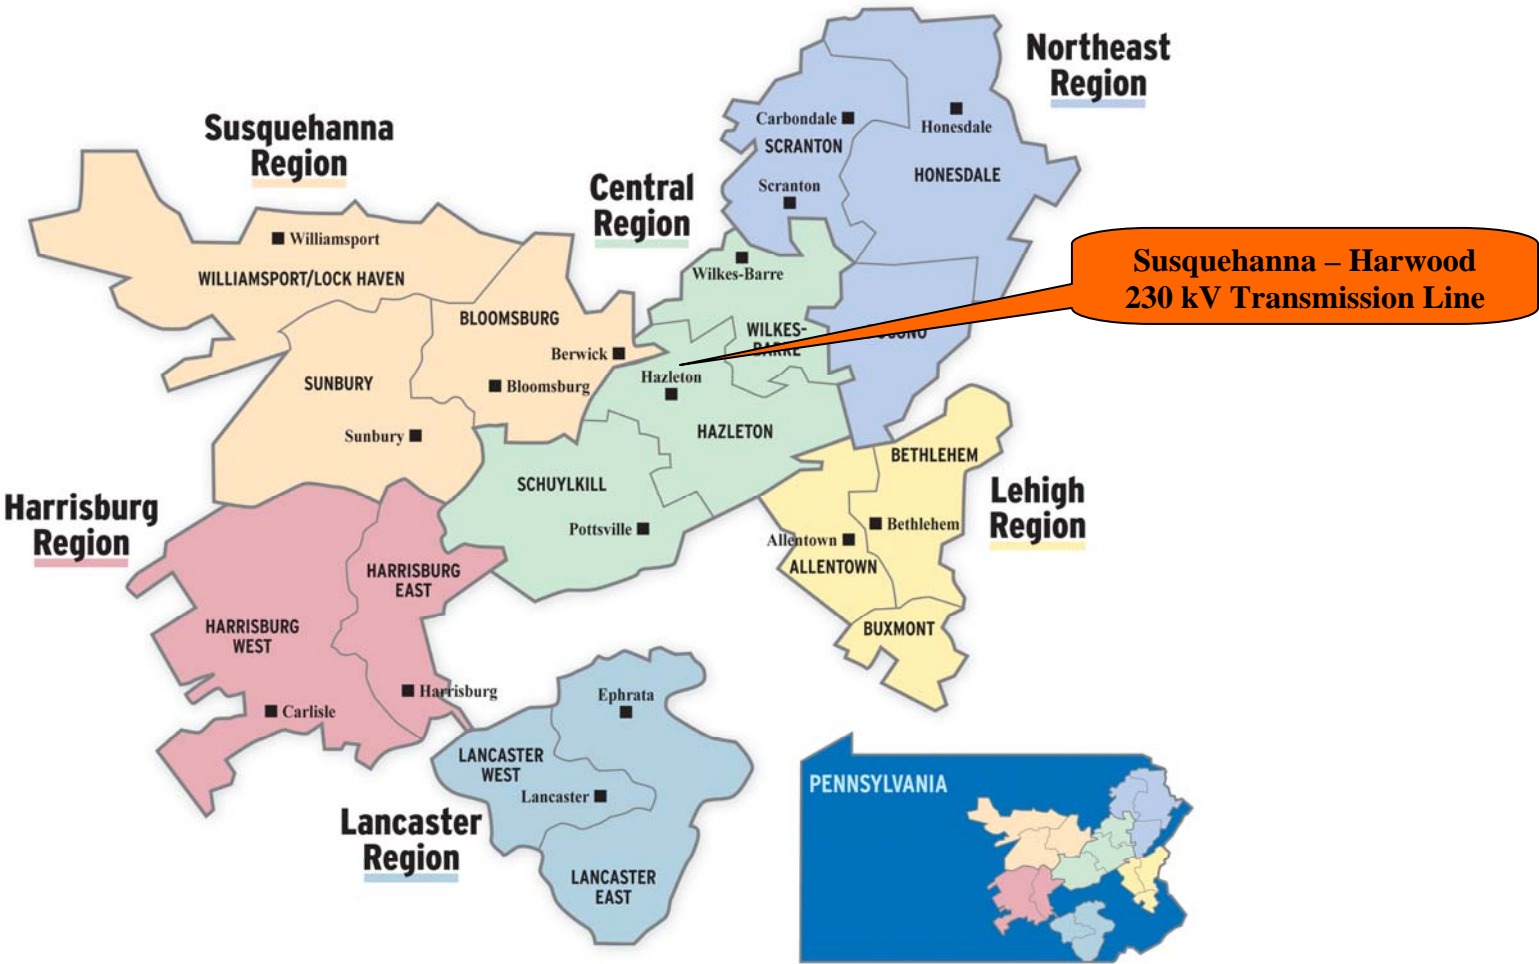 Northeast
Region
Carbondale
Honesdale
SCRANTON
HONESDALE
Scranton
Susquehanna
Region
Central
Region
Williamsport
WILLIAMSPORT/LOCK HAVEN
Wilkes-Barre
Susquehanna – Harwood
230 kV Transmission Line
BLOOMSBURG
WILKES-
BARRE
Berwick
SUNBURY
Bloomsburg
Hazleton
Sunbury
HAZLETON
BETHLEHEM
SCHUYLKILL
Lehigh
Region
Harrisburg
Region
Pottsville
Bethlehem
Allentown
ALLENTOWN
HARRISBURG
EAST
HARRISBURG
WEST
BUXMONT
Harrisburg
Carlisle
Ephrata
LANCASTER
WEST
Lancaster
Lancaster
Region
LANCASTER
EAST
PENNSYLVANIA